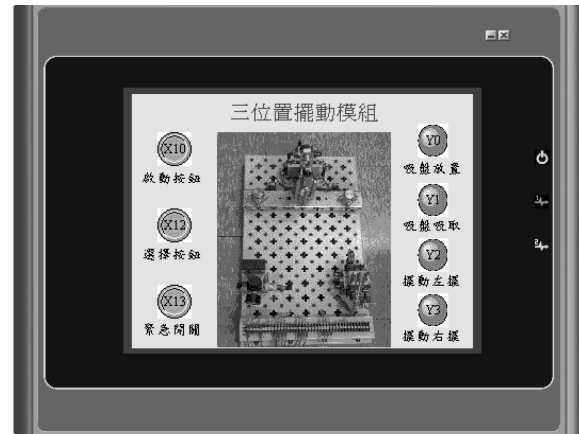 三位置擺動模組
X10
啟動按鈕
X12
選擇按鈕
X13
緊急開關
Y0
吸盤放置
Y1
吸盤吸取
Y2
擺動左擺
Y3
擺動右擺